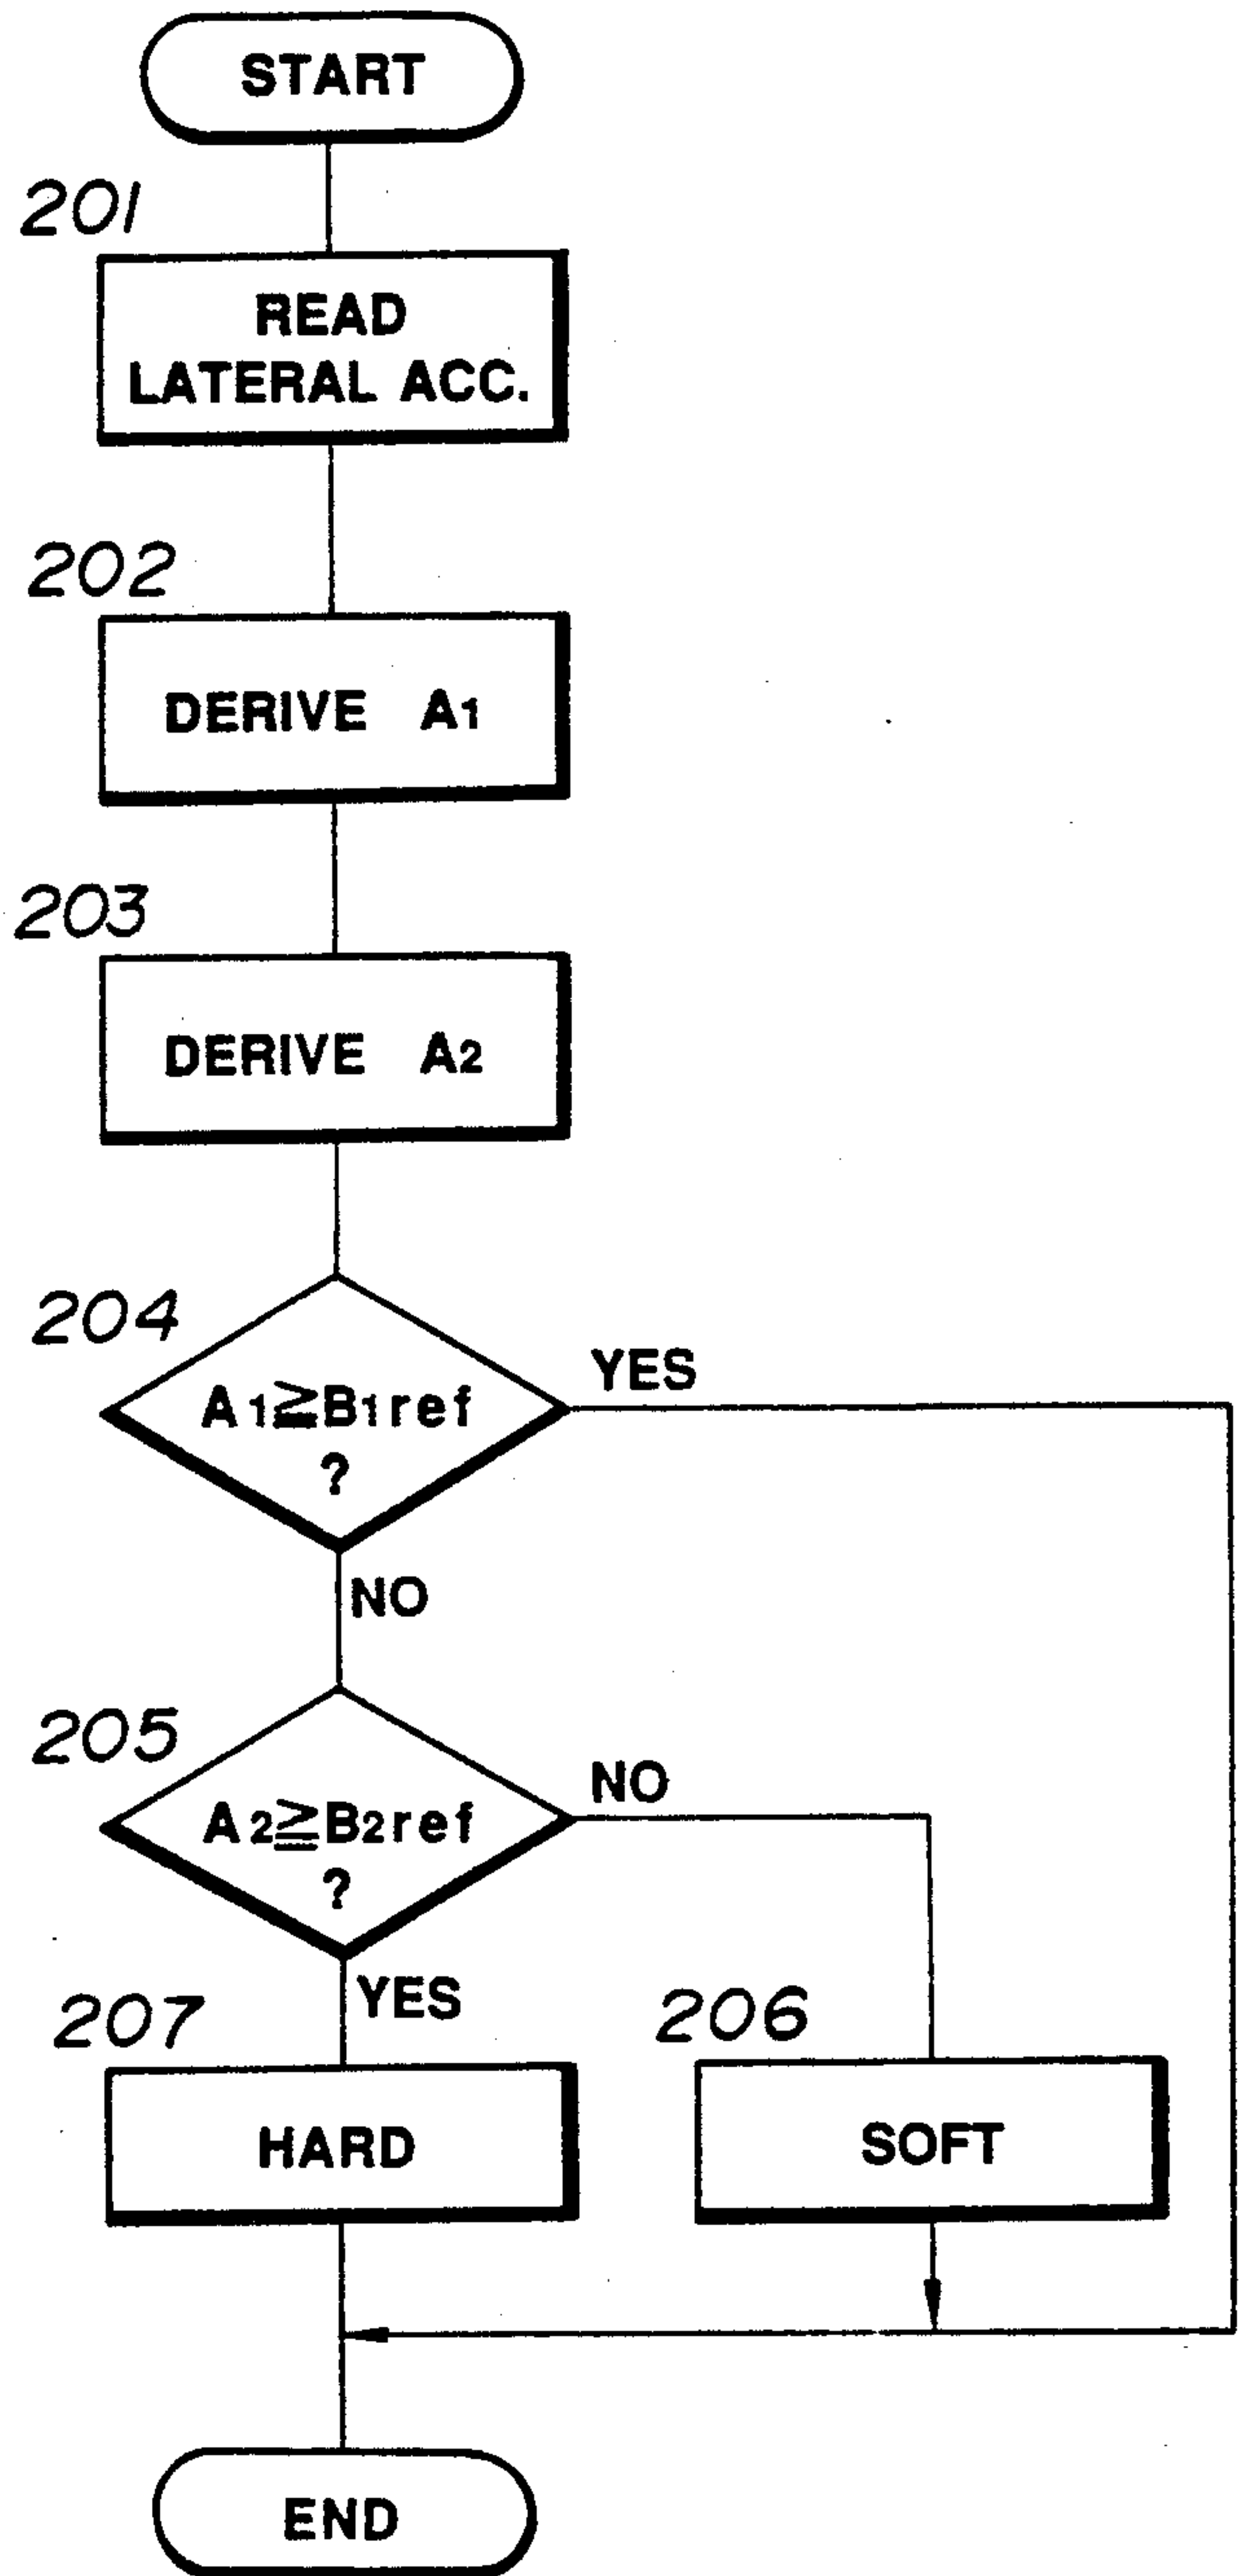 START
201
READ
LATERAL ACC.
202
DERIVE A1
203
DERIVE A2
204
A1≧B1ref
?
YES
NO
205
A2≧B2ref
?
NO
YES
207
HARD
206
SOFT
END